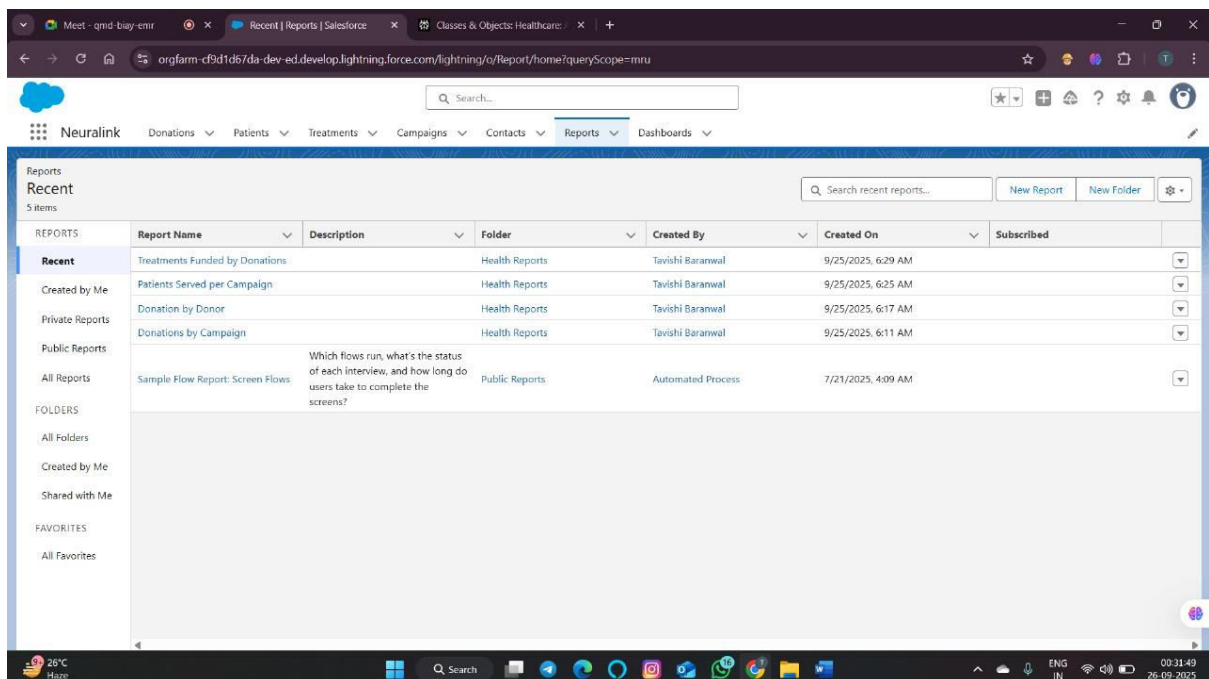 Meet - qmd-biay-emr
Recent | Reports | Salesforce
Classes & Objects: Healthcare:
orgfarm-cf9d1d67da-dev-ed.develop.lightning.force.com/lightning/o/Report/home?queryScope=mru
T
Search...
Neuralink Donations Patients Treatments Campaigns Contacts Reports Dashboards
Reports
Recent
5 items
Search recent reports...
New Report
New Folder
REPORTS
Recent
Created by Me
Private Reports
Public Reports
All Reports
FOLDERS
All Folders
Created by Me
Shared with Me
FAVORITES
All Favorites
Report Name Description Folder Created By Created On Subscribed
Treatments Funded by Donations Health Reports Tavishi Baranwal 9/25/2025, 6:29 AM
Patients Served per Campaign Health Reports Tavishi Baranwal 9/25/2025, 6:25 AM
Donation by Donor Health Reports Tavishi Baranwal 9/25/2025, 6:17 AM
Donations by Campaign Health Reports Tavishi Baranwal 9/25/2025, 6:11 AM
Which flows run, what's the status
of each interview, and how long do
Sample Flow Report: Screen Flows Public Reports Automated Process 7/21/2025, 4:09 AM
users take to complete the
screens?
26°C
Haze
Search
16
ENG
IN
00:31:49
26-09-2025